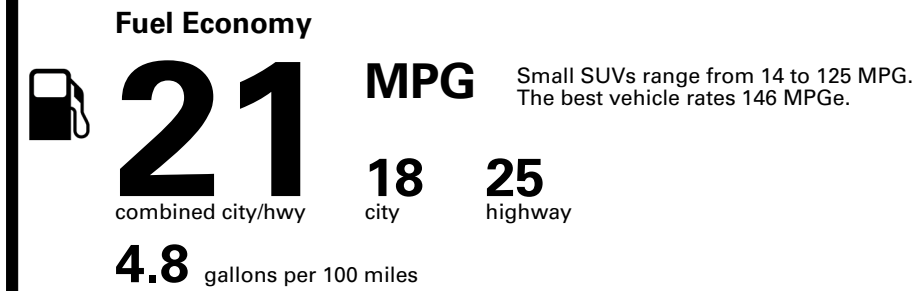 Fuel Economy
21
MPG
Small SUVs range from 14 to 125 MPG.
The best vehicle rates 146 MPGe.
combined city/hwy
18
city
25
highway
4.8 gallons per 100 miles